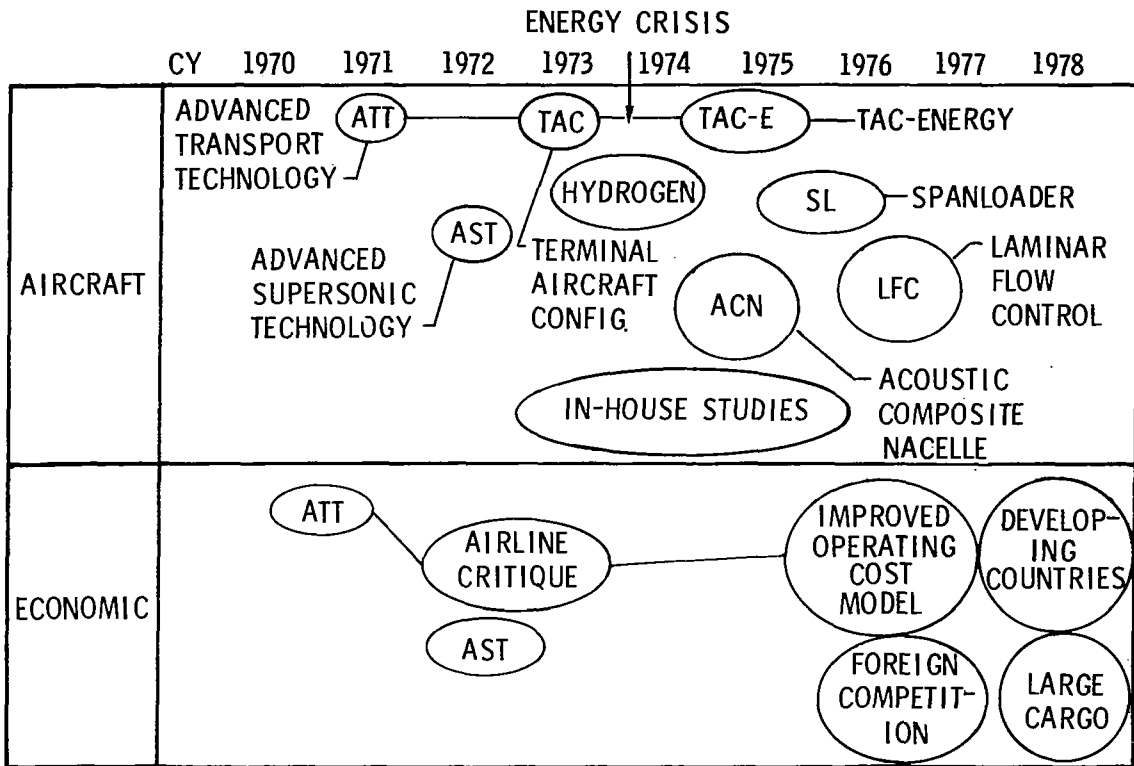 ENERGY CRISIS
CY 1970 1971 1972 1973 1974 1975 1976 1977 1978
AIRCRAFT
ADVANCED
TRANSPORT
TECHNOLOGY
ATT
TAC
TAC-E
TAC-ENERGY
HYDROGEN
SL
SPANLOADER
AST
ADVANCED
SUPERSONIC
TECHNOLOGY
TERMINAL
AIRCRAFT
CONFIG.
ACN
LFC
LAMINAR
FLOW
CONTROL
IN-HOUSE STUDIES
ACOUSTIC
COMPOSITE
NACELLE
ECONOMIC
ATT
AIRLINE
CRITIQUE
AST
IMPROVED
OPERATING
COST
MODEL
DEVELOP-
ING
COUNTRIES
FOREIGN
COMPETIT-
ION
LARGE
CARGO